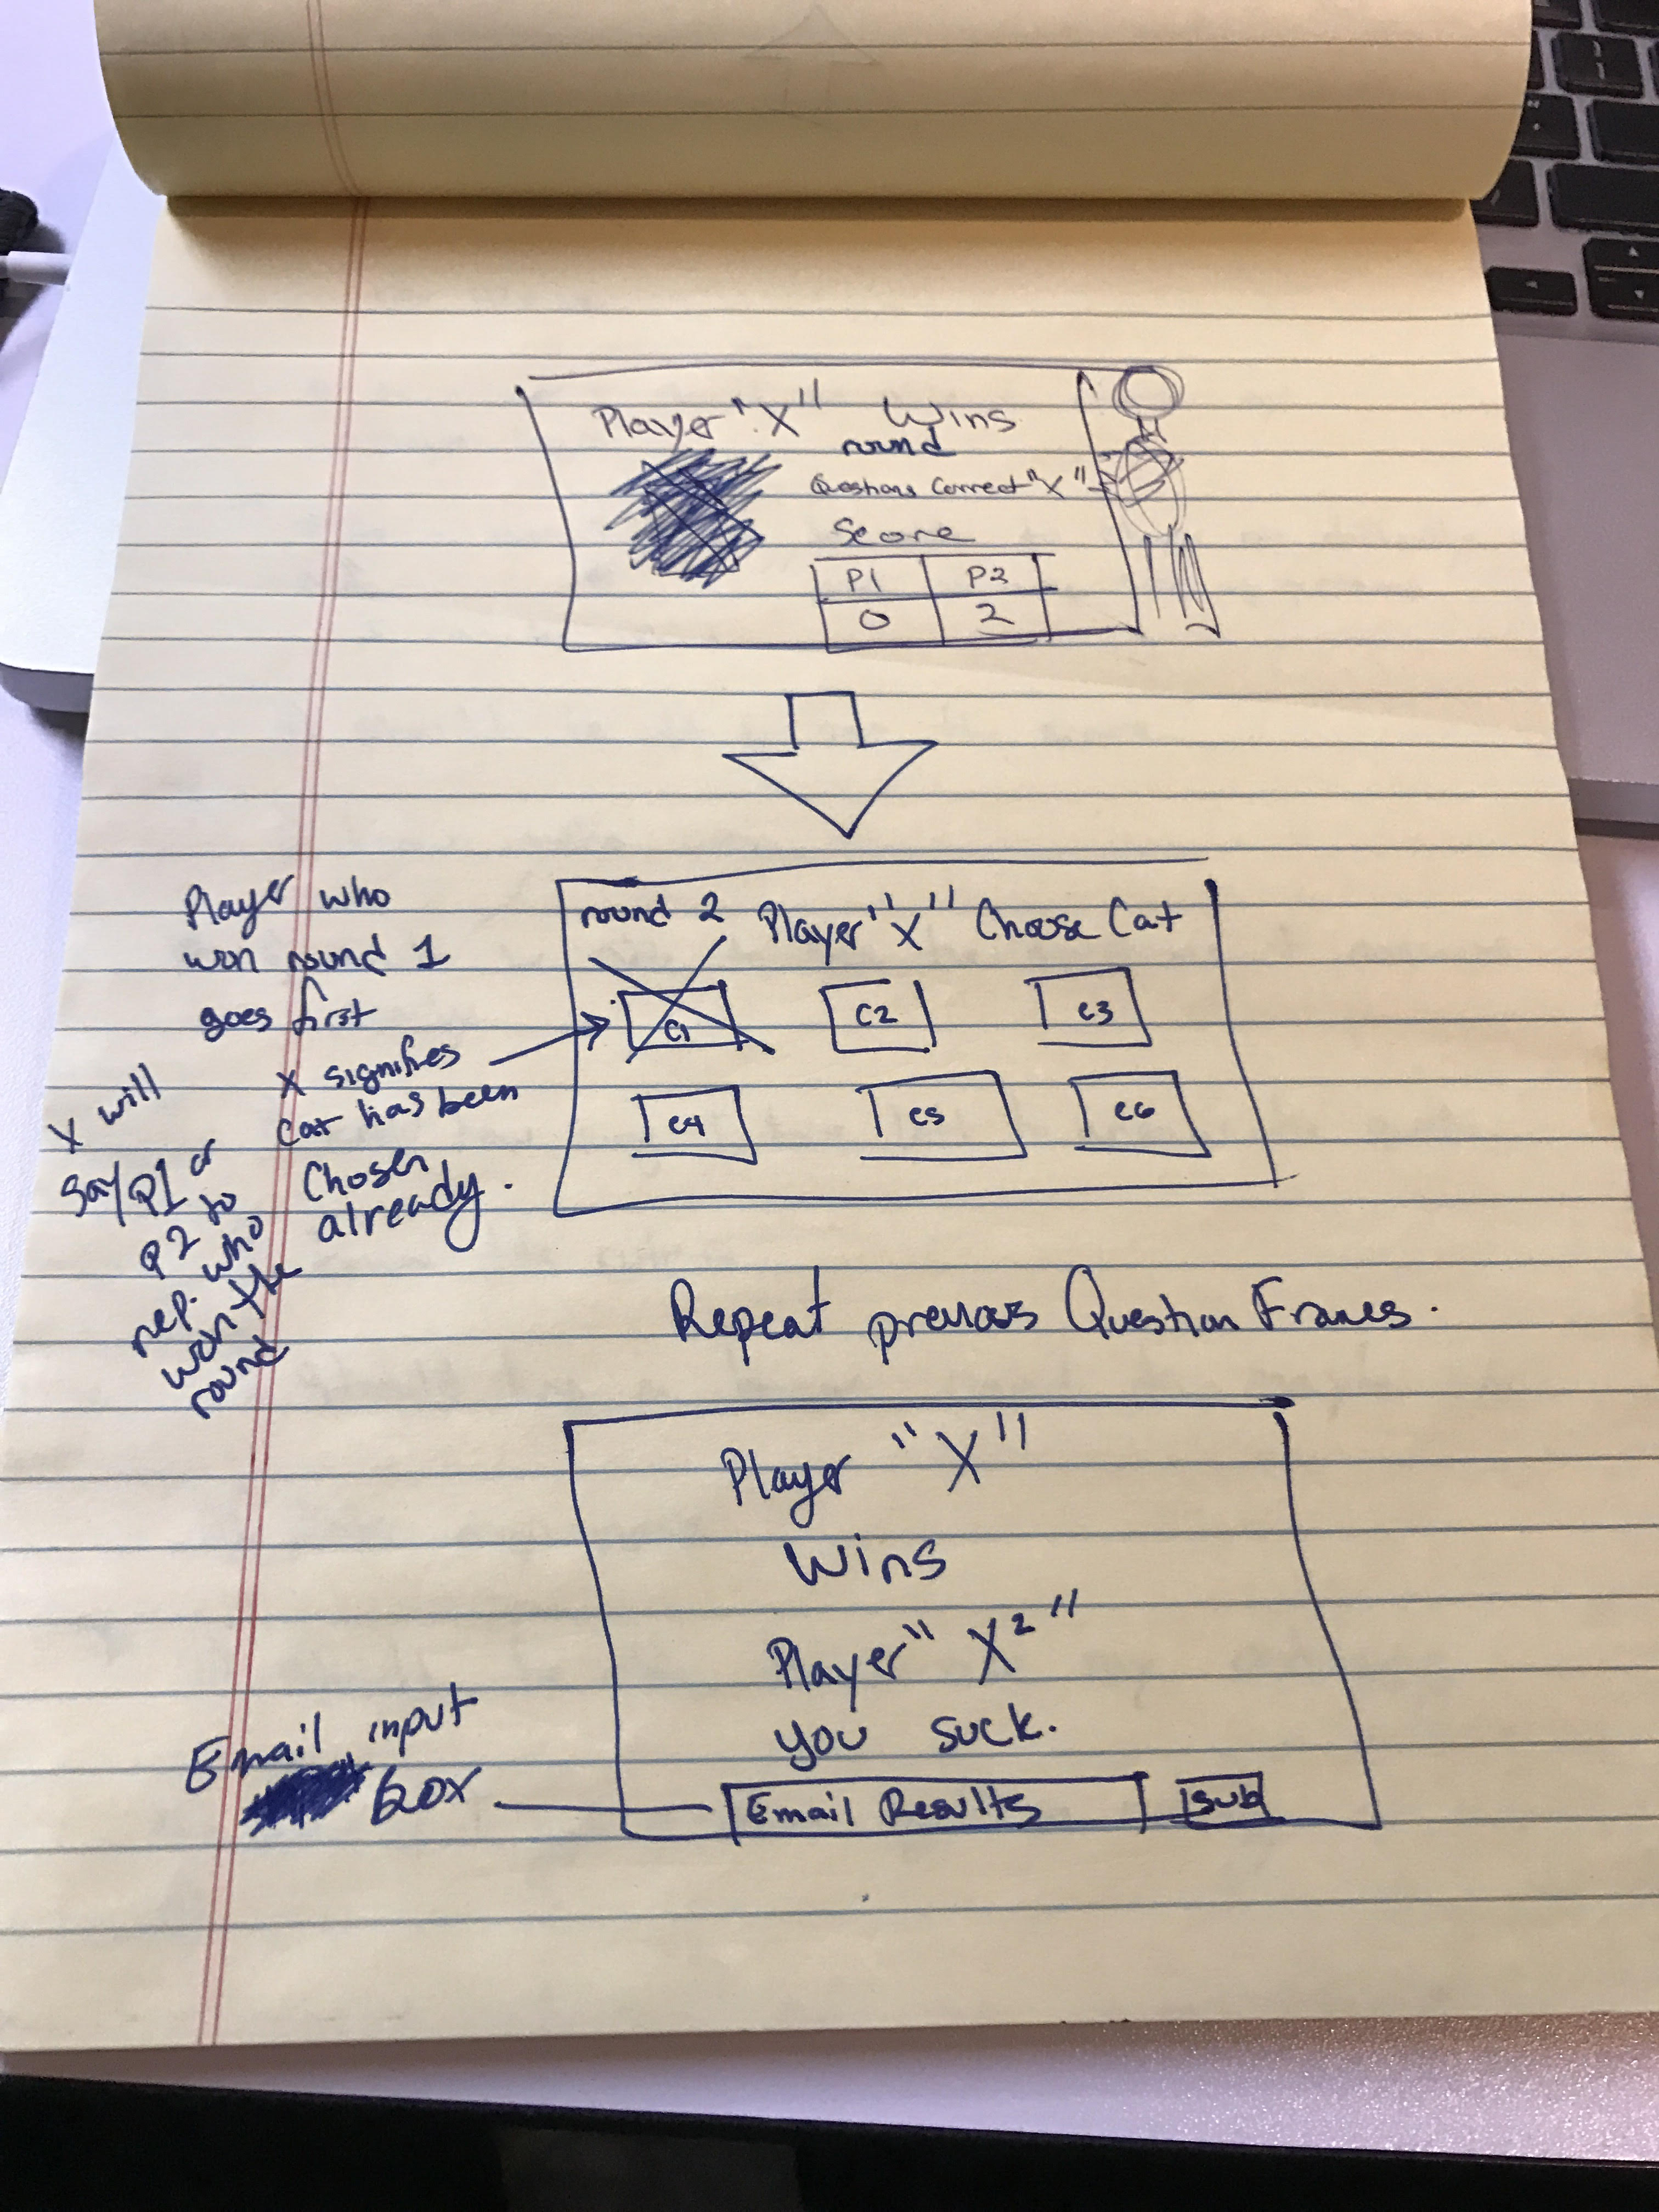 Player "X" Wins
round
Questions Correct "X"
Score
P1 P2
0 2
Player who
won round 1
goes first
X will
say P1 or
P2 to
rep. who
won the
round
X signifies
cat has been
Chosen
already.
round 2 Player "X" Choose Cat
C1 C2 C3
C4 C5 C6
Repeat previous Question Frames.
Player "X"
Wins
Player "X²"
you suck.
Email input
box
Email Results Sub